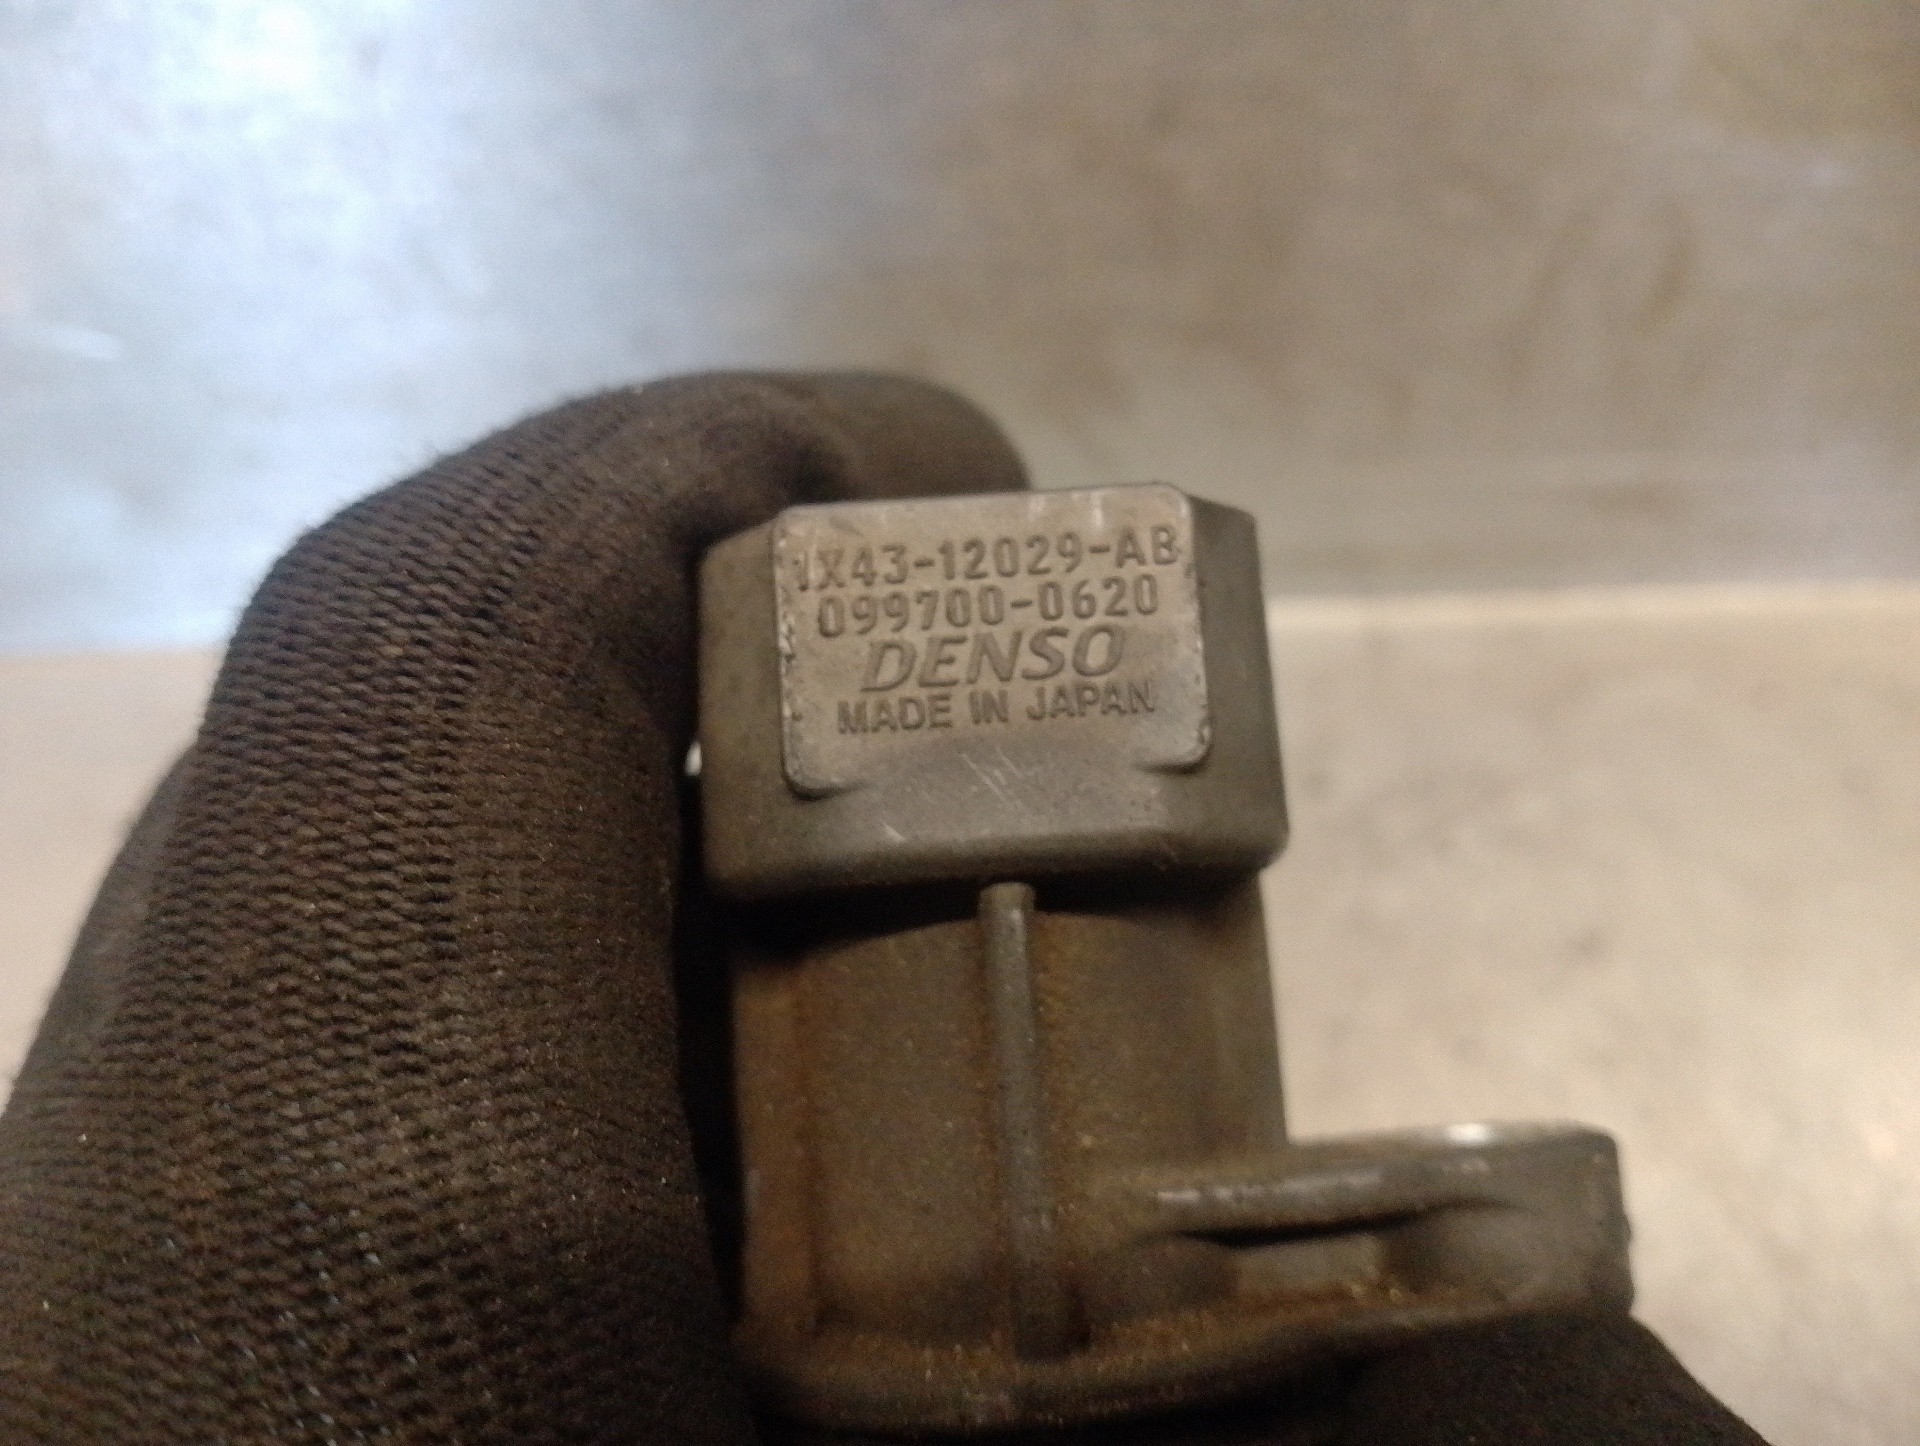 1X43-12029-AB
099700-0620
DENSO
MADE IN JAPAN